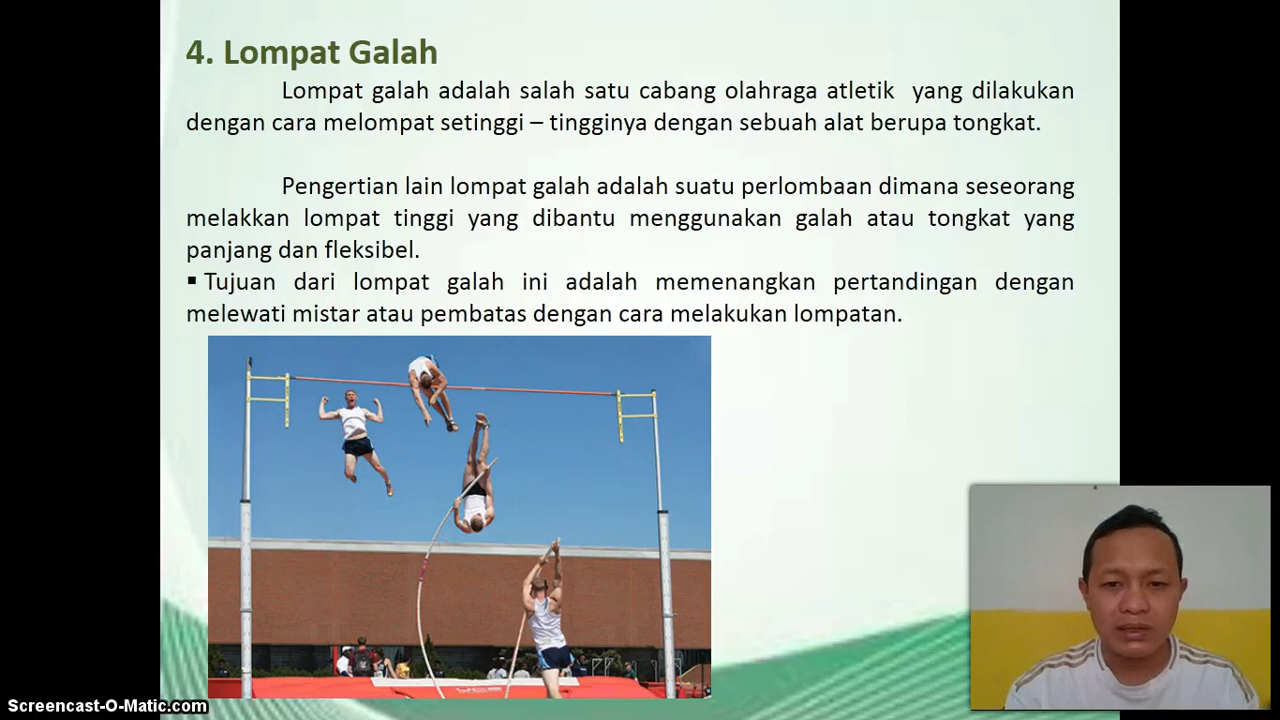 4. Lompat Galah
Lompat galah adalah salah satu cabang olahraga atletik yang dilakukan
dengan cara melompat setinggi – tingginya dengan sebuah alat berupa tongkat.
Pengertian lain lompat galah adalah suatu perlombaan dimana seseorang
melakkan lompat tinggi yang dibantu menggunakan galah atau tongkat yang
panjang dan fleksibel.
▪ Tujuan dari lompat galah ini adalah memenangkan pertandingan dengan
melewati mistar atau pembatas dengan cara melakukan lompatan.
Screencast-O-Matic.com